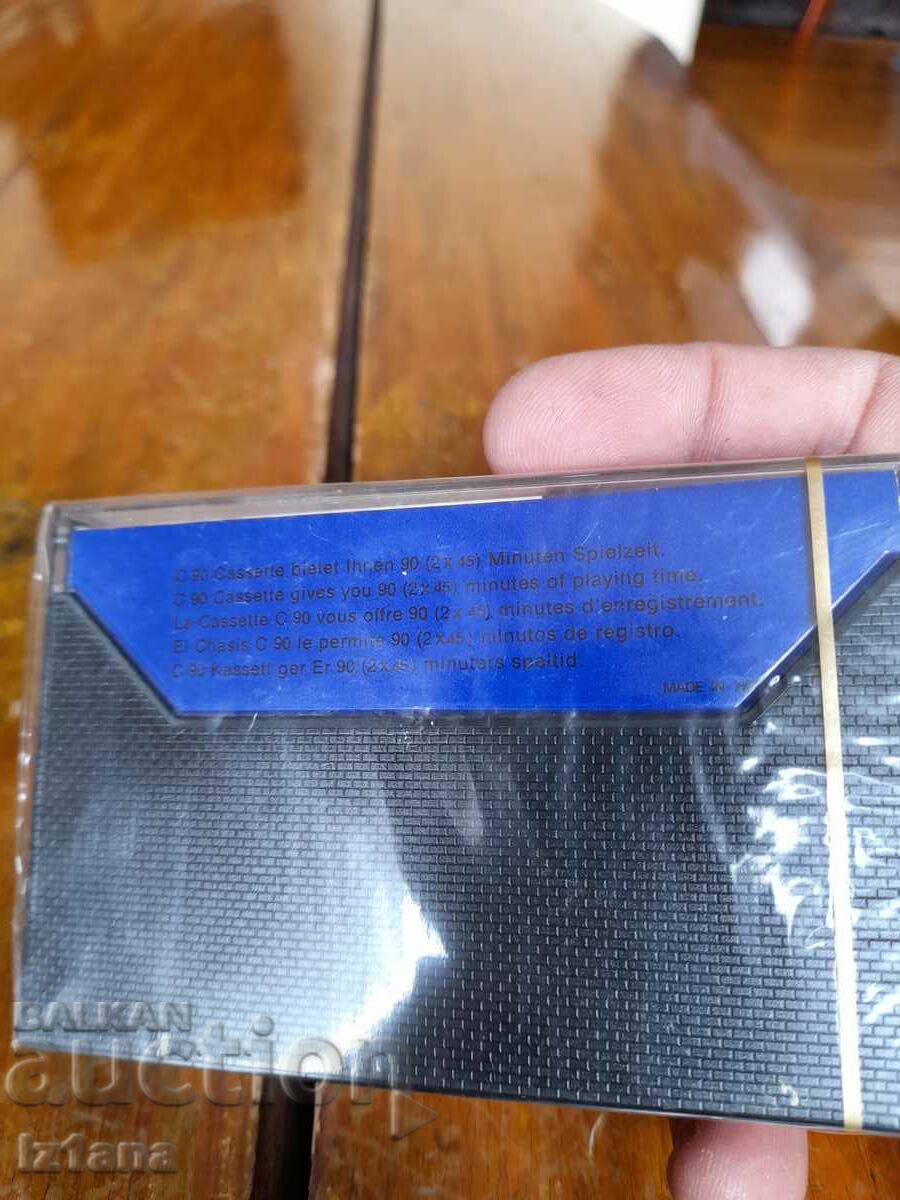 C 90 Cassette bietet Ihnen 90 (2 x 45) Minuten Spielzeit.
C 90 Cassette gives you 90 (2 x 45) minutes of playing time.
La Cassette C 90 vous offre 90 (2 x 45) minutes d'enregistrement.
El Chasis C 90 le permite 90 (2 x 45) minutos de registro.
C 90 Kassett ger Er 90 (2 x 45) minuters speltid.
MADE IN
BALKAN
auction
iz1ana